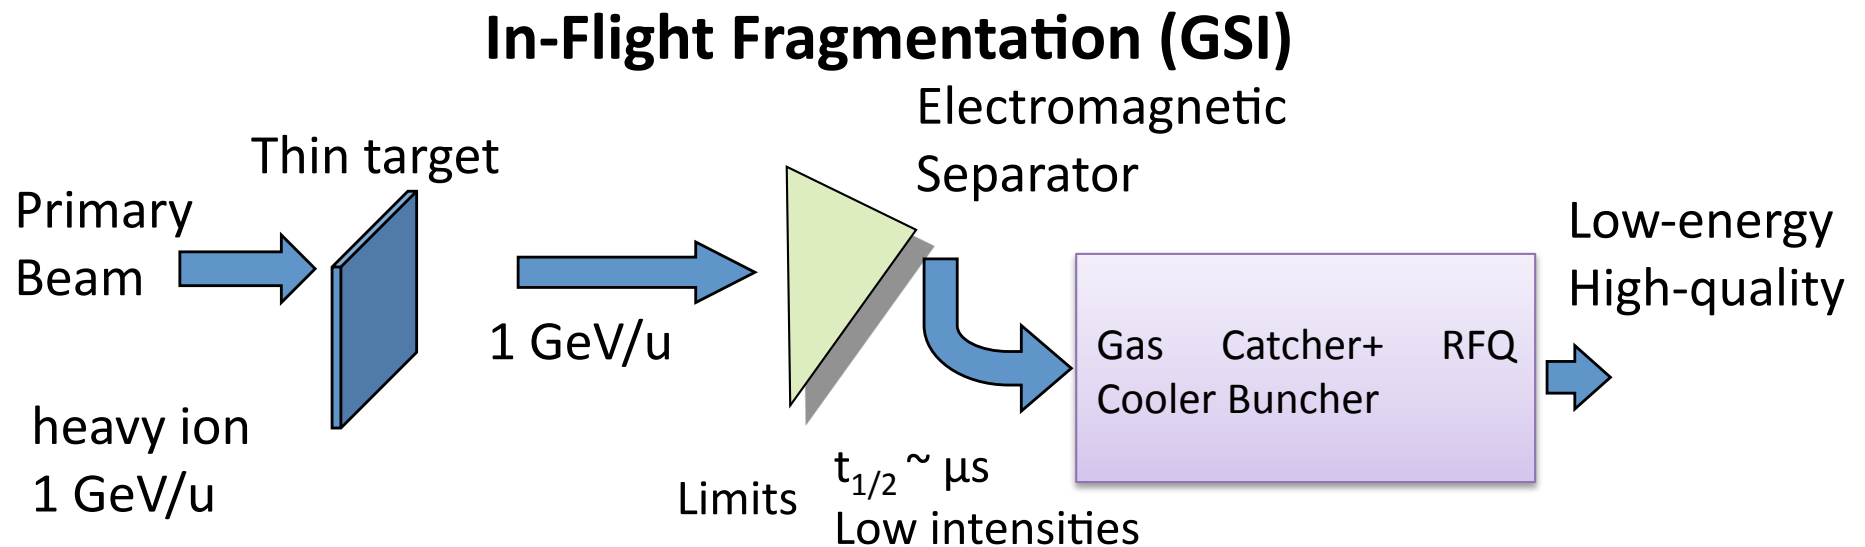 In-Flight Fragmentation (GSI)
Electromagnetic
Separator
Thin target
Primary
Beam
heavy ion
1 GeV/u
1 GeV/u
Limits
t1/2 ~ µs
Low intensities
Gas Catcher+ RFQ
Cooler Buncher
Low-energy
High-quality